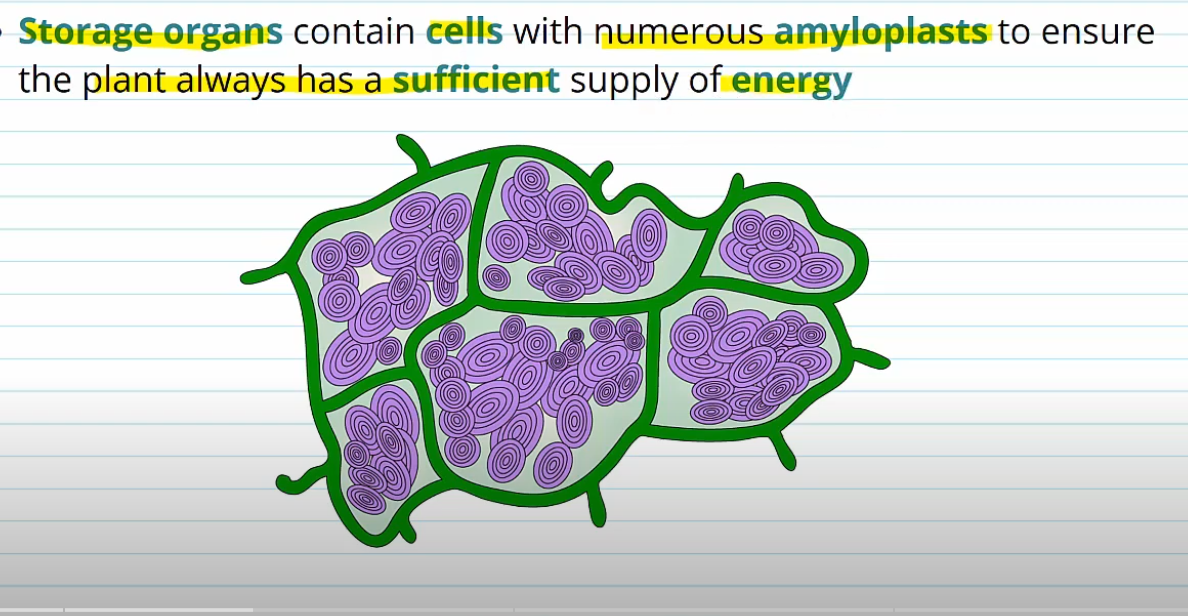 Storage organs contain cells with numerous amyloplasts to ensure
the plant always has a sufficient supply of energy